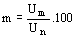 m = U_m / U_n .100